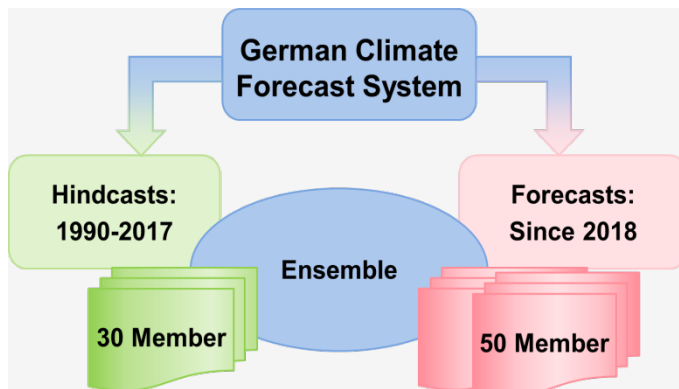 German Climate
Forecast System
Hindcasts:
1990-2017
Forecasts:
Since 2018
Ensemble
30 Member
50 Member